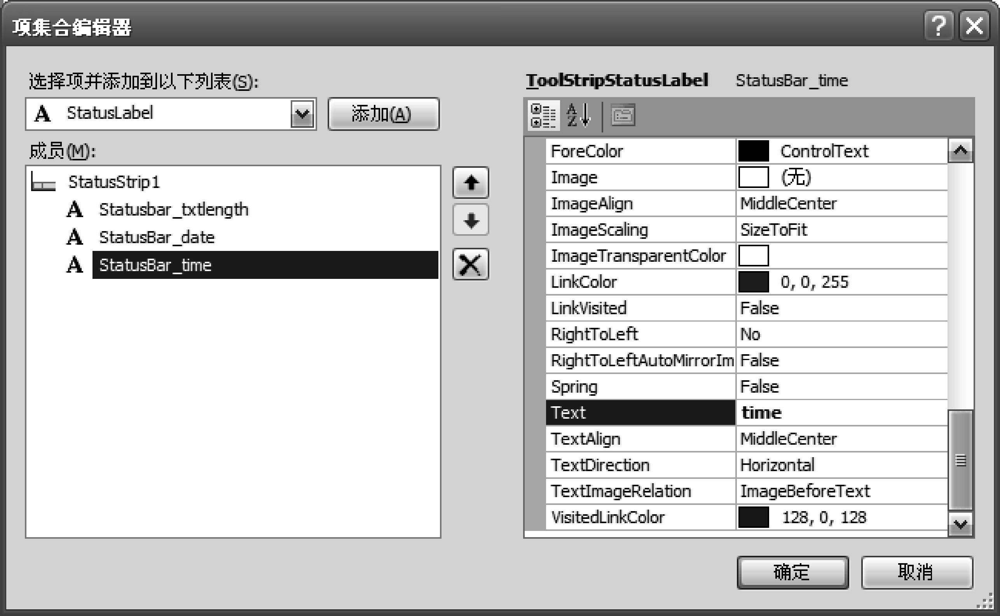 项集合编辑器
选择项并添加到以下列表(S):
StatusLabel
添加(A)
成员(M):
StatusStrip1
Statusbar_txtlength
StatusBar_date
StatusBar_time
ToolStripStatusLabel StatusBar_time
ForeColor ControlText
Image (无)
ImageAlign MiddleCenter
ImageScaling SizeToFit
ImageTransparentColor
LinkColor 0, 0, 255
LinkVisited False
RightToLeft No
RightToLeftAutoMirrorIm False
Spring False
Text time
TextAlign MiddleCenter
TextDirection Horizontal
TextImageRelation ImageBeforeText
VisitedLinkColor 128, 0, 128
确定 取消